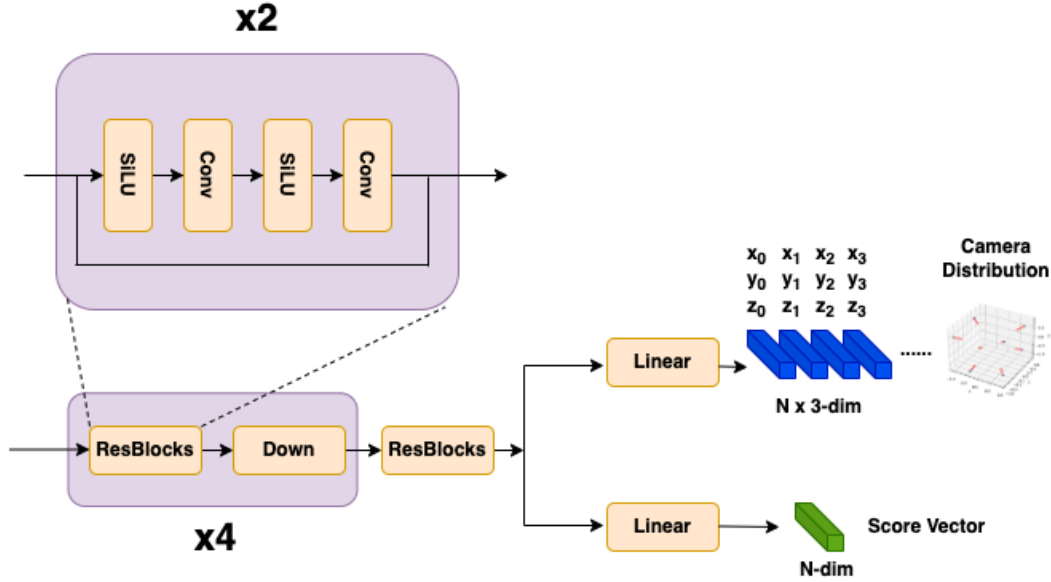 x2
SiLU
Conv
SiLU
Conv
x0 x1 x2 x3
y0 y1 y2 y3
z0 z1 z2 z3
Camera
Distribution
Linear
......
N x 3-dim
ResBlocks
Down
ResBlocks
x4
Linear
Score Vector
N-dim